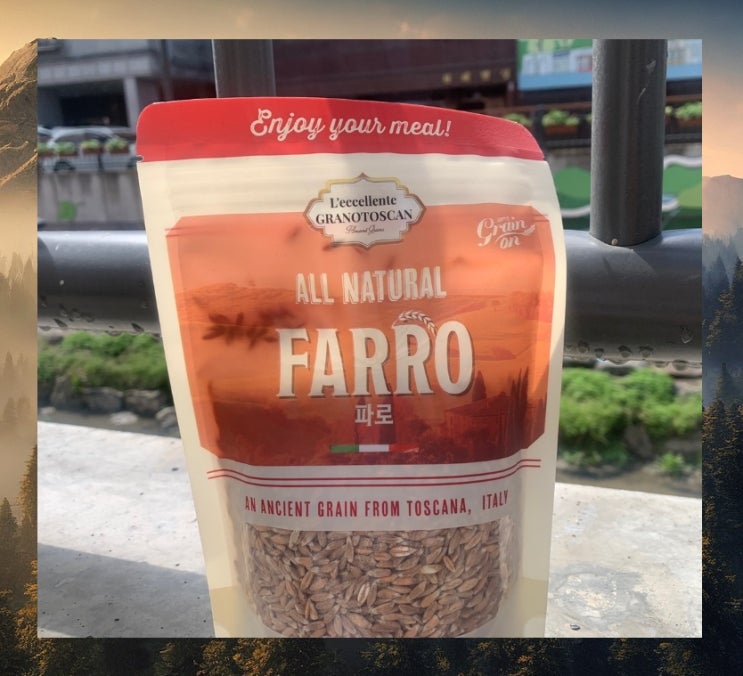 Enjoy your meal!
L'eccellente
GRANOTOSCAN
Grain
on
ALL NATURAL
FARRO
파로
AN ANCIENT GRAIN FROM TOSCANA, ITALY